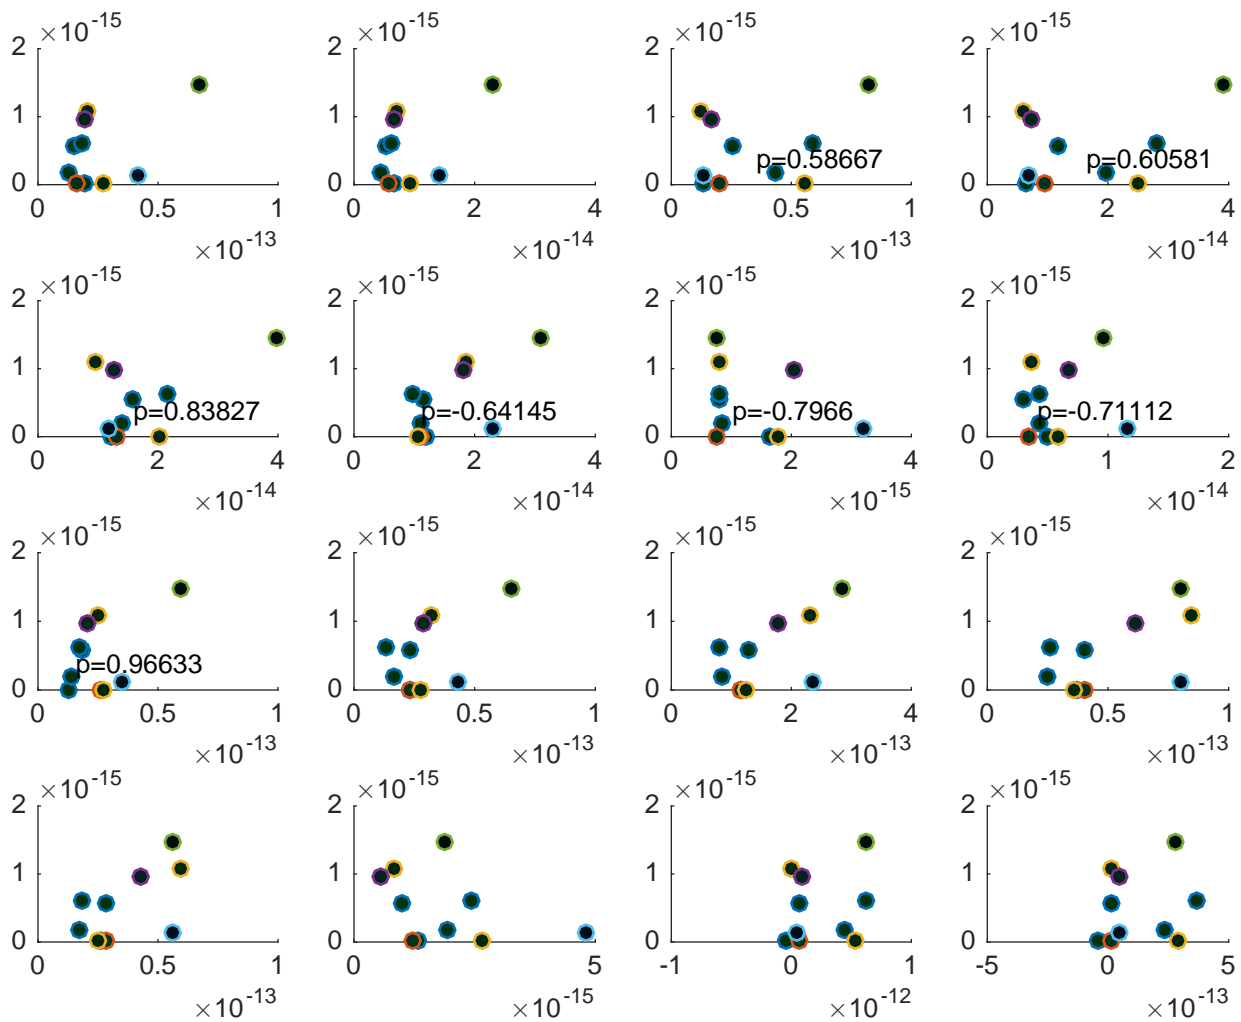 2 ×10-15 2 ×10-15 2 ×10-15 2 ×10-15
1 1 1 1
p=0.58667 p=0.60581
0 0 0 0
0 0.5 1 0 2 4 0 0.5 1 0 2 4
×10-13 ×10-14 ×10-13 ×10-14
2 ×10-15 2 ×10-15 2 ×10-15 2 ×10-15
1 1 1 1
p=0.83827 p=-0.64145 p=-0.7966 p=-0.71112
0 0 0 0
0 2 4 0 2 4 0 2 4 0 1 2
×10-14 ×10-14 ×10-15 ×10-14
2 ×10-15 2 ×10-15 2 ×10-15 2 ×10-15
1 1 1 1
p=0.96633
0 0 0 0
0 0.5 1 0 0.5 1 0 2 4 0 0.5 1
×10-13 ×10-13 ×10-13 ×10-13
2 ×10-15 2 ×10-15 2 ×10-15 2 ×10-15
1 1 1 1
0 0 0 0
0 0.5 1 0 5 -1 0 1 -5 0 5
×10-13 ×10-15 ×10-12 ×10-13